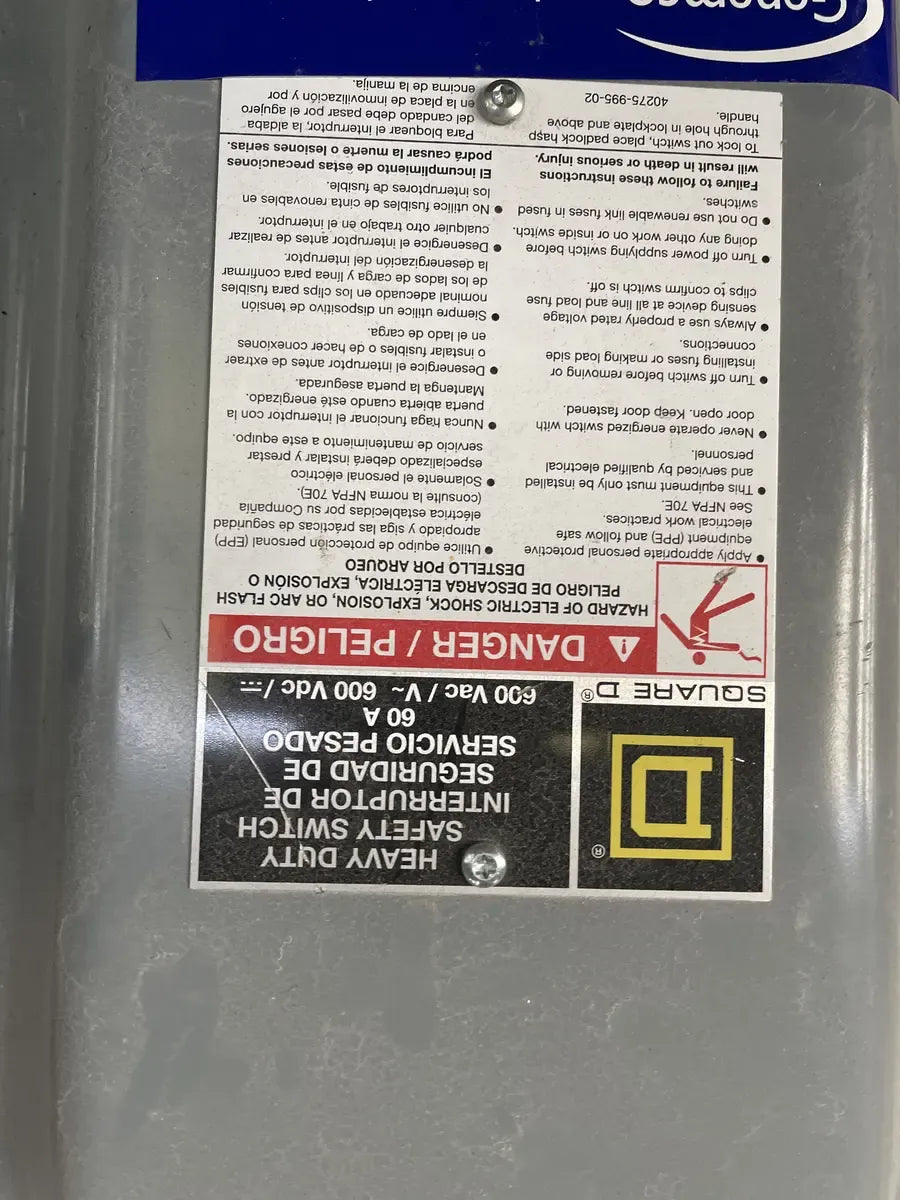 D
®
SQUARE D®
HEAVY DUTY
SAFETY SWITCH
INTERRUPTOR DE
SEGURIDAD DE
SERVICIO PESADO
60 A
600 Vac / V~ 600 Vdc / ⎓
DANGER / PELIGRO
HAZARD OF ELECTRIC SHOCK, EXPLOSION, OR ARC FLASH
PELIGRO DE DESCARGA ELÉCTRICA, EXPLOSIÓN O
DESTELLO POR ARQUEO
● Apply appropriate personal protective
equipment (PPE) and follow safe
electrical work practices.
See NFPA 70E.
● This equipment must only be installed
and serviced by qualified electrical
personnel.
● Never operate energized switch with
door open. Keep door fastened.
● Turn off switch before removing or
installing fuses or making load side
connections.
● Always use a properly rated voltage
sensing device at all line and load fuse
clips to confirm switch is off.
● Turn off power supplying switch before
doing any other work on or inside switch.
● Do not use renewable link fuses in fused
switches.
Failure to follow these instructions
will result in death or serious injury.
To lock out switch, place padlock hasp
through hole in lockplate and above
handle.
40275-995-02
● Utilice equipo de protección personal (EPP)
apropiado y siga las prácticas de seguridad
eléctrica establecidas por su Compañía
(consulte la norma NFPA 70E).
● Solamente el personal eléctrico
especializado deberá instalar y prestar
servicio de mantenimiento a este equipo.
● Nunca haga funcionar el interruptor con la
puerta abierta cuando esté energizado.
Mantenga la puerta asegurada.
● Desenergice el interruptor antes de extraer
o instalar fusibles o de hacer conexiones
en el lado de carga.
● Siempre utilice un dispositivo de tensión
nominal adecuado en los clips para fusibles
de los lados de carga y línea para confirmar
la desenergización del interruptor.
● Desenergice el interruptor antes de realizar
cualquier otro trabajo en el interruptor.
● No utilice fusibles de cinta renovables en
los interruptores de fusible.
El incumplimiento de estas precauciones
podrá causar la muerte o lesiones serias.
Para bloquear el interruptor, la aldaba
del candado debe pasar por el agujero
en la placa de inmovilización y por
encima de la manija.